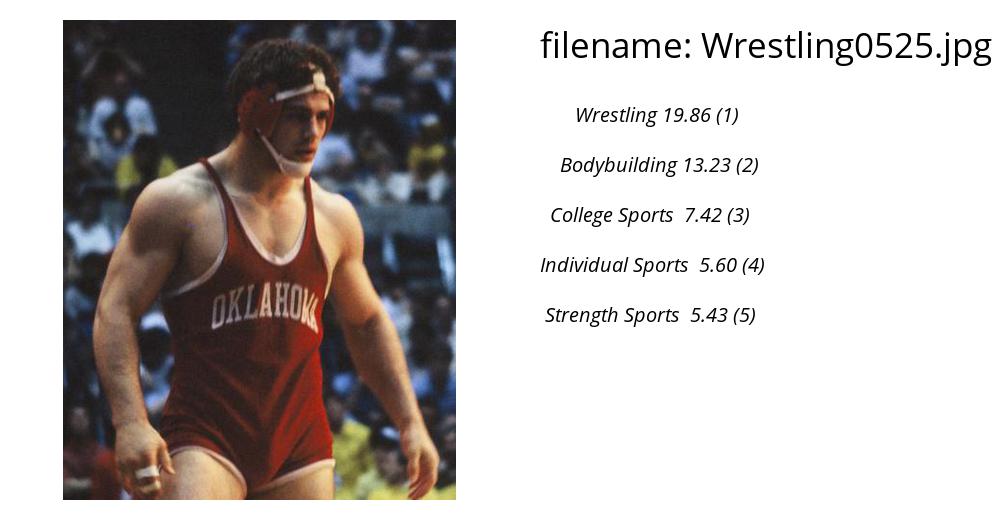 filename: Wrestling0525.jpg
Wrestling 19.86 (1)
Bodybuilding 13.23 (2)
College Sports 7.42 (3)
Individual Sports 5.60 (4)
Strength Sports 5.43 (5)
OKLAHOMA